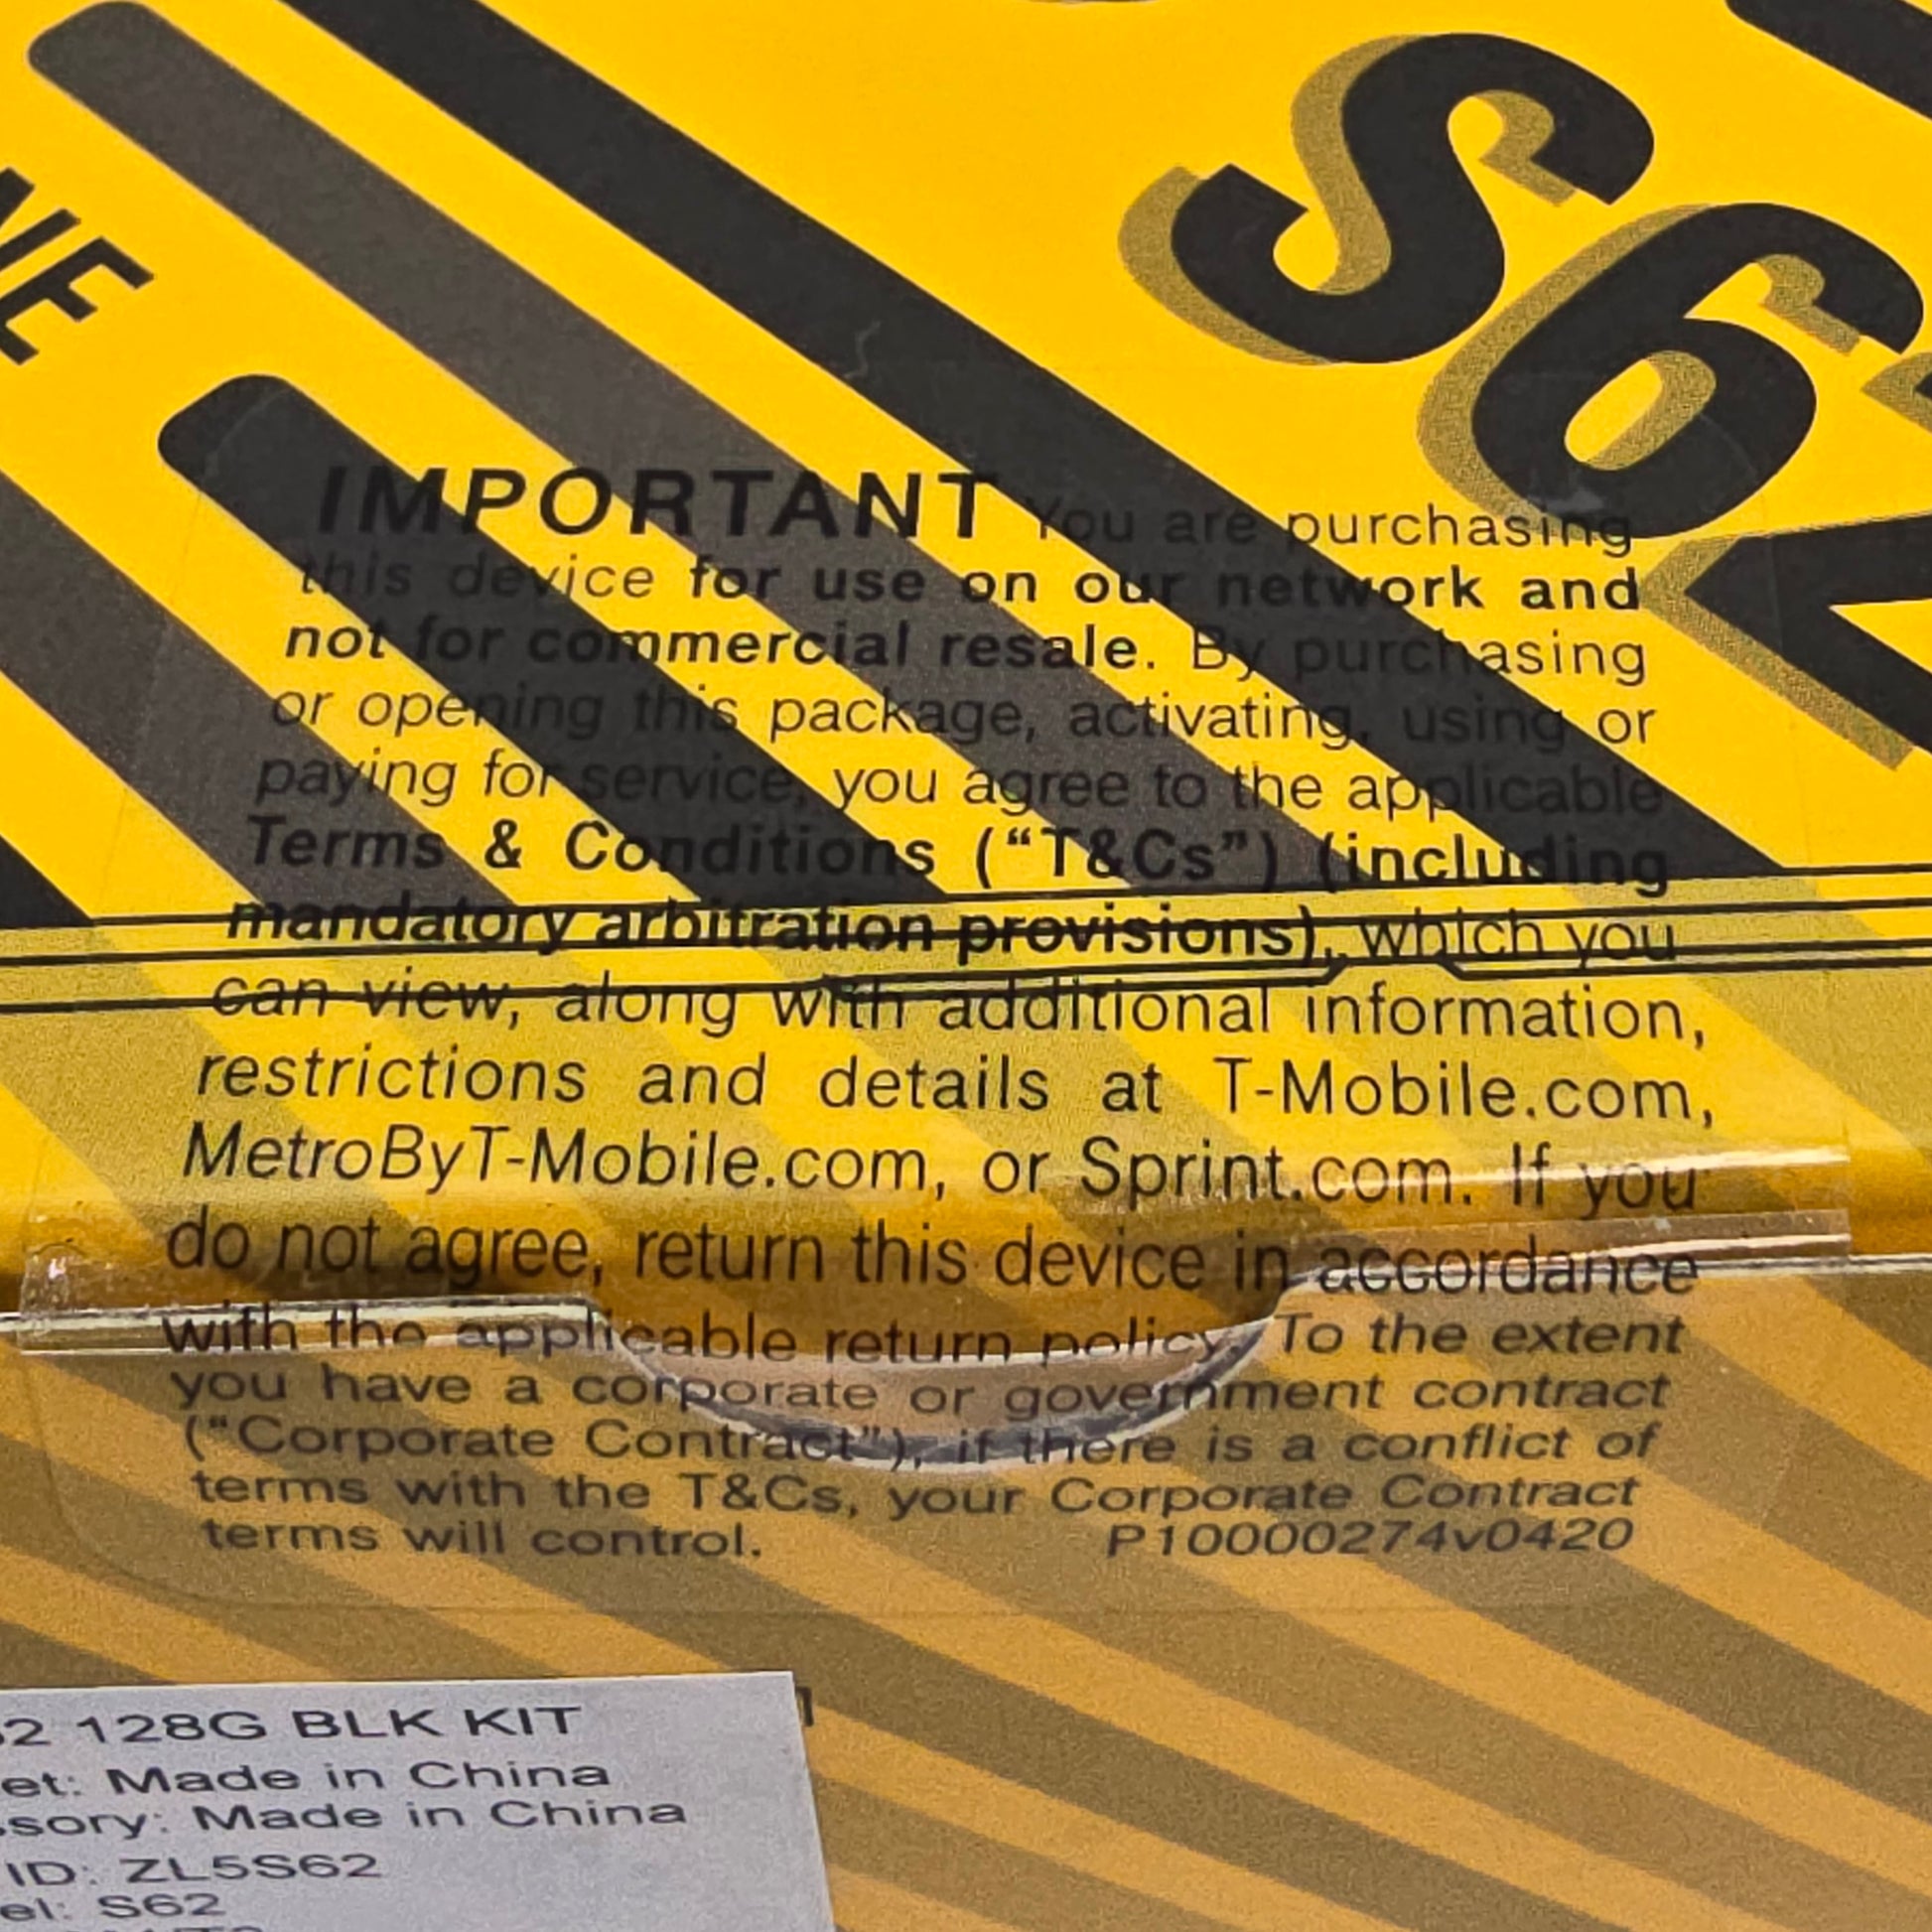 NE
S62
IMPORTANT You are purchasing
this device for use on our network and
not for commercial resale. By purchasing
or opening this package, activating, using or
paying for service, you agree to the applicable
Terms & Conditions (“T&Cs”) (including
mandatory arbitration provisions), which you
can view, along with additional information,
restrictions and details at T-Mobile.com,
MetroByT-Mobile.com, or Sprint.com. If you
do not agree, return this device in accordance
with the applicable return policy. To the extent
you have a corporate or government contract
(“Corporate Contract”), if there is a conflict of
terms with the T&Cs, your Corporate Contract
terms will control. P10000274v0420
62 128G BLK KIT
et: Made in China
ssory: Made in China
ID: ZL5S62
el: S62